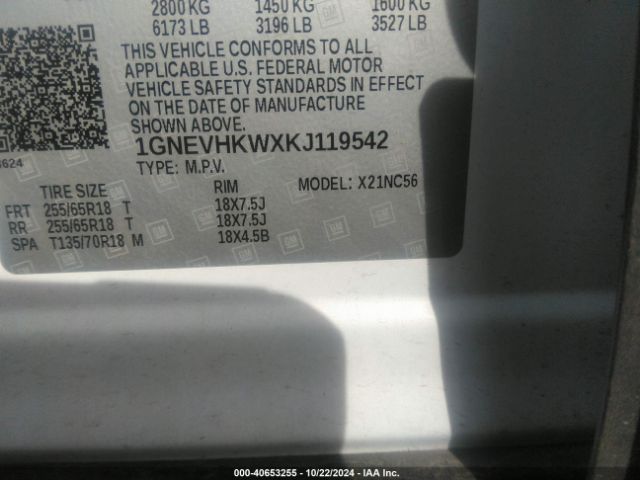 2800 KG 1450 KG 1600 KG
6173 LB 3196 LB 3527 LB
THIS VEHICLE CONFORMS TO ALL
APPLICABLE U.S. FEDERAL MOTOR
VEHICLE SAFETY STANDARDS IN EFFECT
ON THE DATE OF MANUFACTURE
SHOWN ABOVE.
1GNEVHKWXKJ119542
TYPE: M.P.V.
MODEL: X21NC56
TIRE SIZE RIM
FRT 255/65R18 T 18X7.5J
RR 255/65R18 T 18X7.5J
SPA T135/70R18 M 18X4.5B
GM
000-40653255 - 10/22/2024 - IAA Inc.